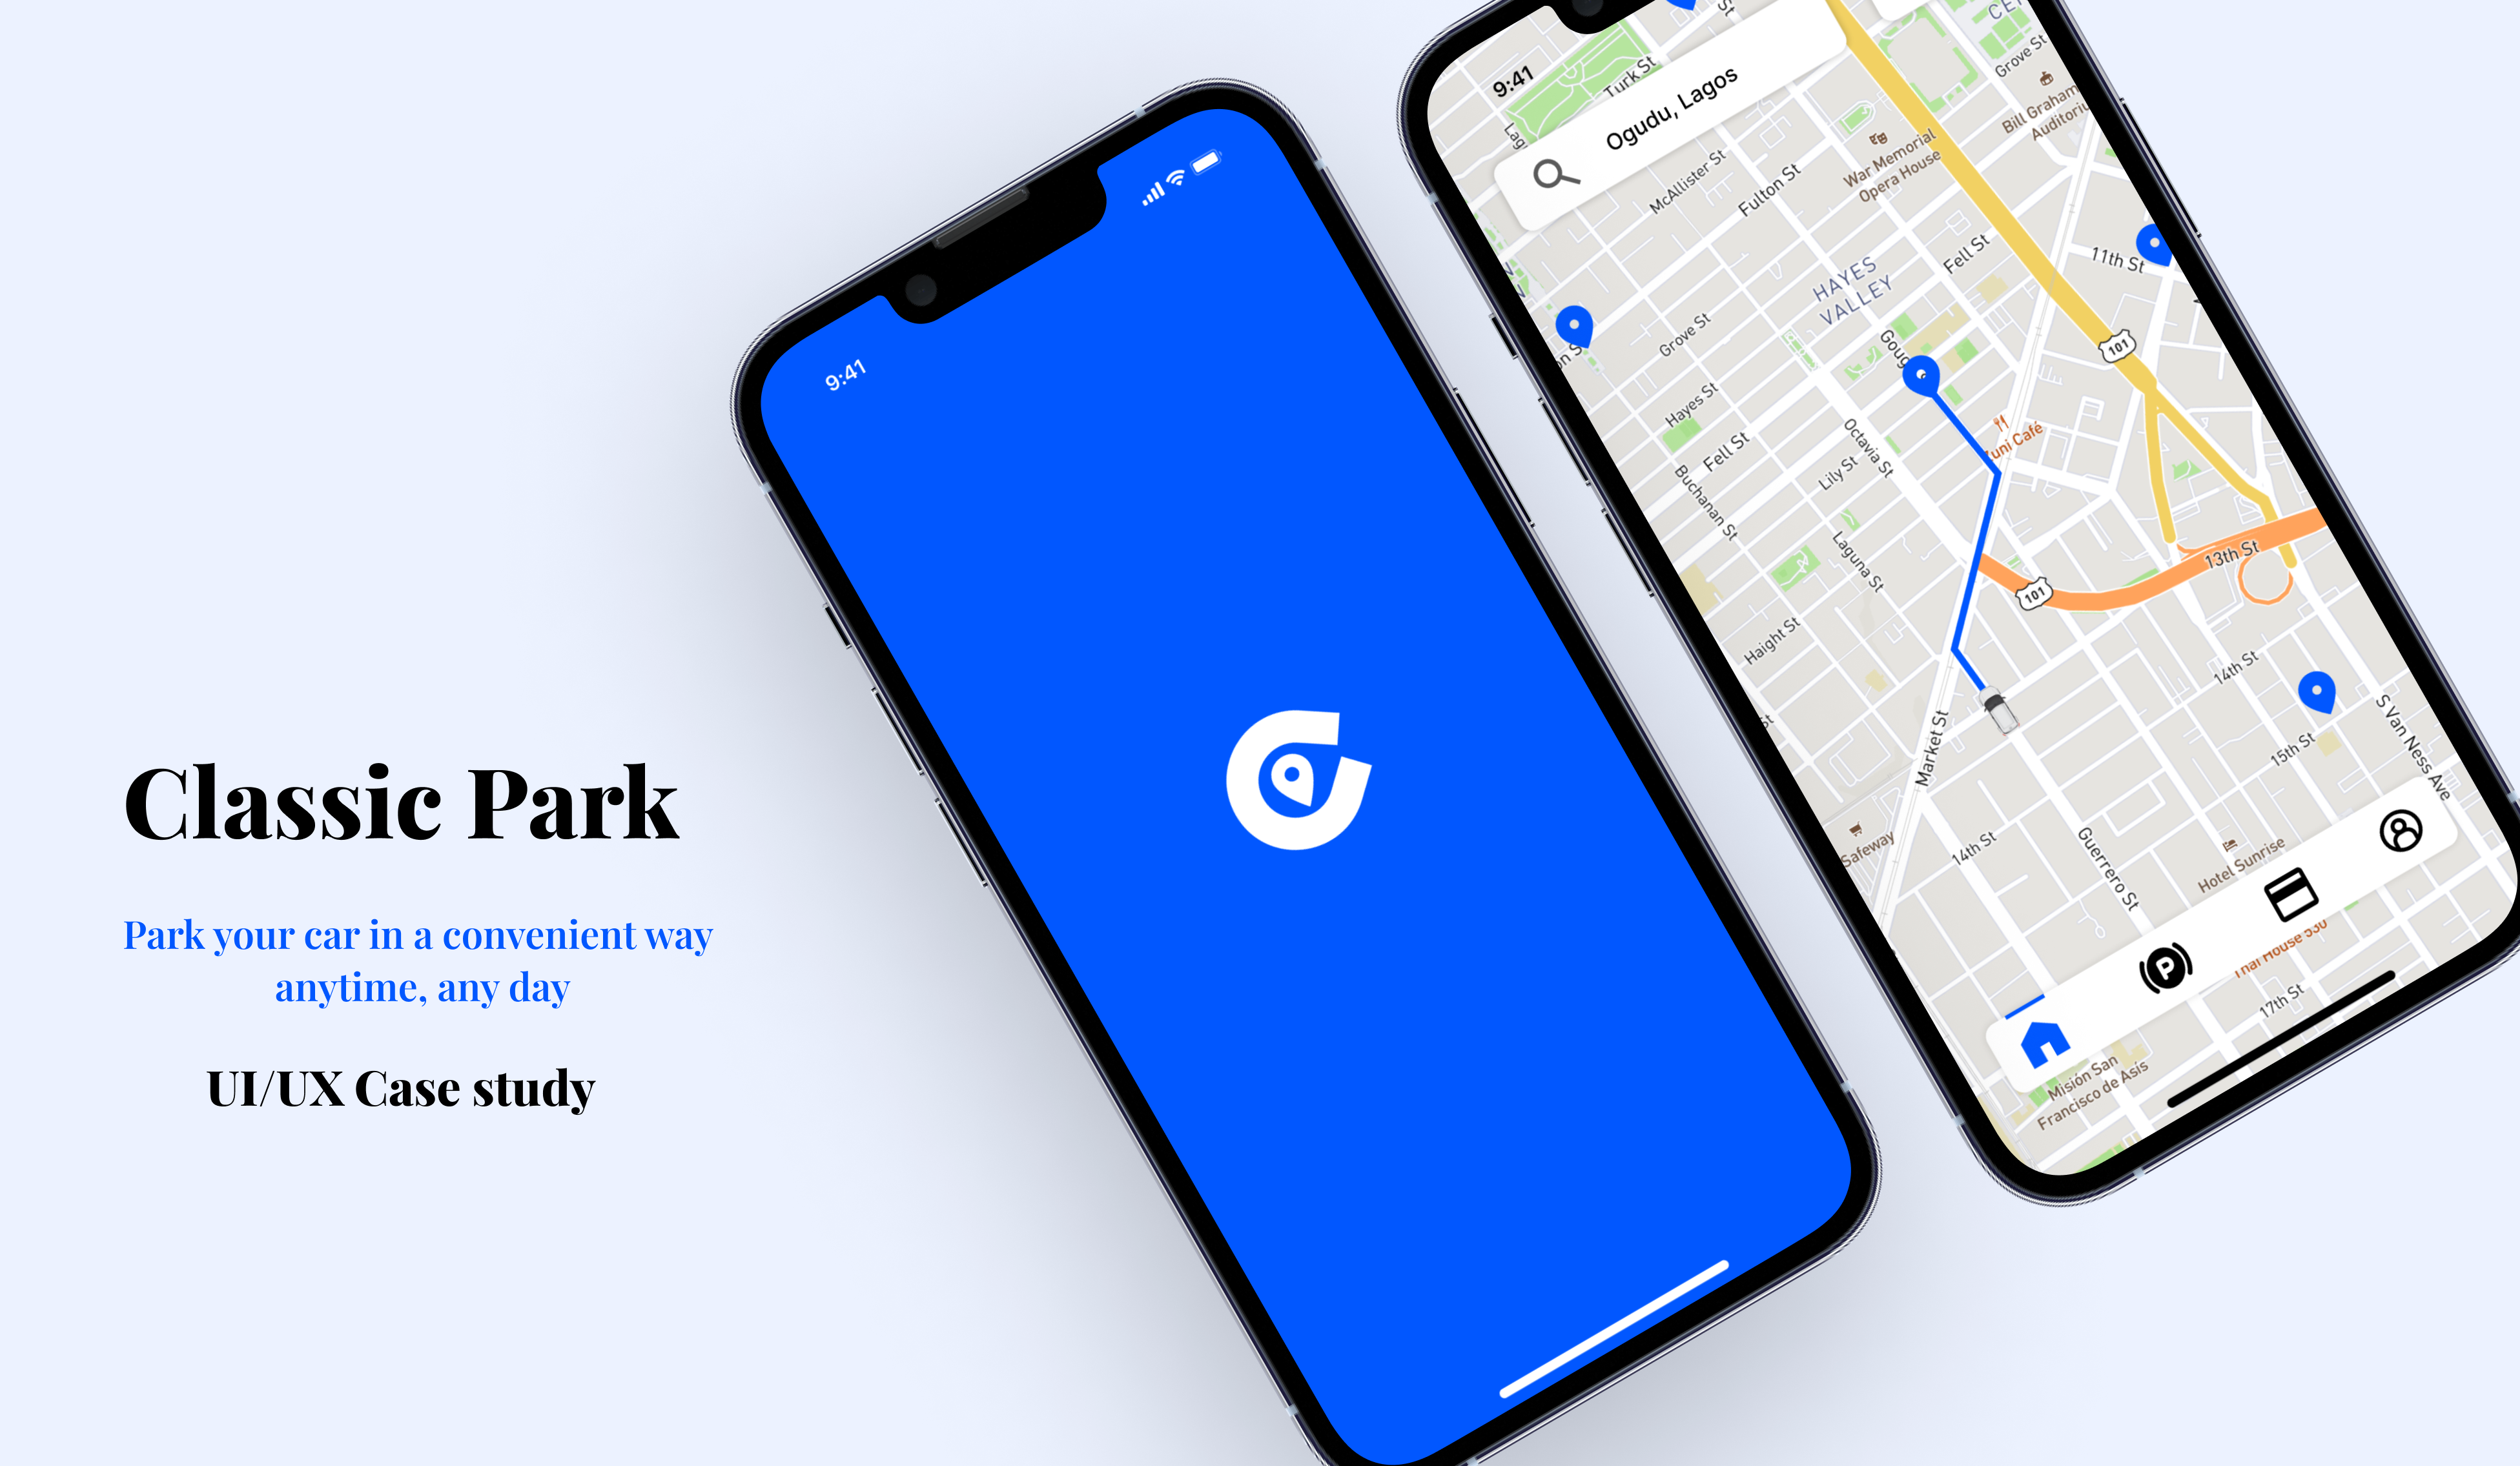 Classic Park
Park your car in a convenient way
anytime, any day
UI/UX Case study
9:41
9:41
Ogudu, Lagos
St
Turk St
McAllister St
Fulton St
War Memorial
Opera House
Grove St
Bill Graham
HAYES
VALLEY
Fell St
11th St
101
Grove St
Hayes St
Fell St
Octavia St
Lily St
Buchanan St
Laguna St
Haight St
101
13th St
14th St
15th St
S Van Ness Ave
Market St
Safeway
14th St
Guerrero St
Hotel Sunrise
P
17th St
Misión San
Francisco de Asís